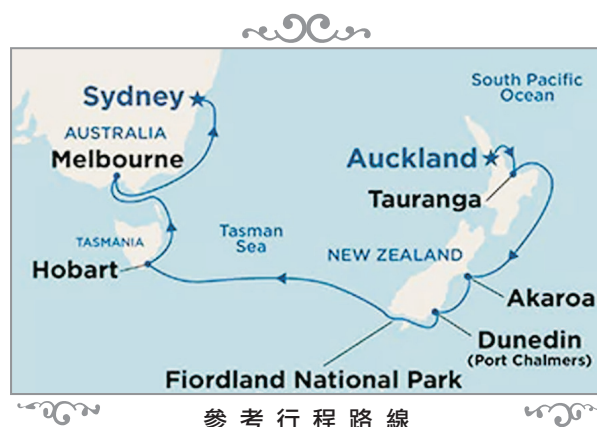 South Pacific
Ocean
Sydney
AUSTRALIA
Melbourne
Auckland
Tauranga
Tasman
Sea
TASMANIA
NEW ZEALAND
Hobart
Akaroa
Dunedin
(Port Chalmers)
Fiordland National Park
參考行程路線